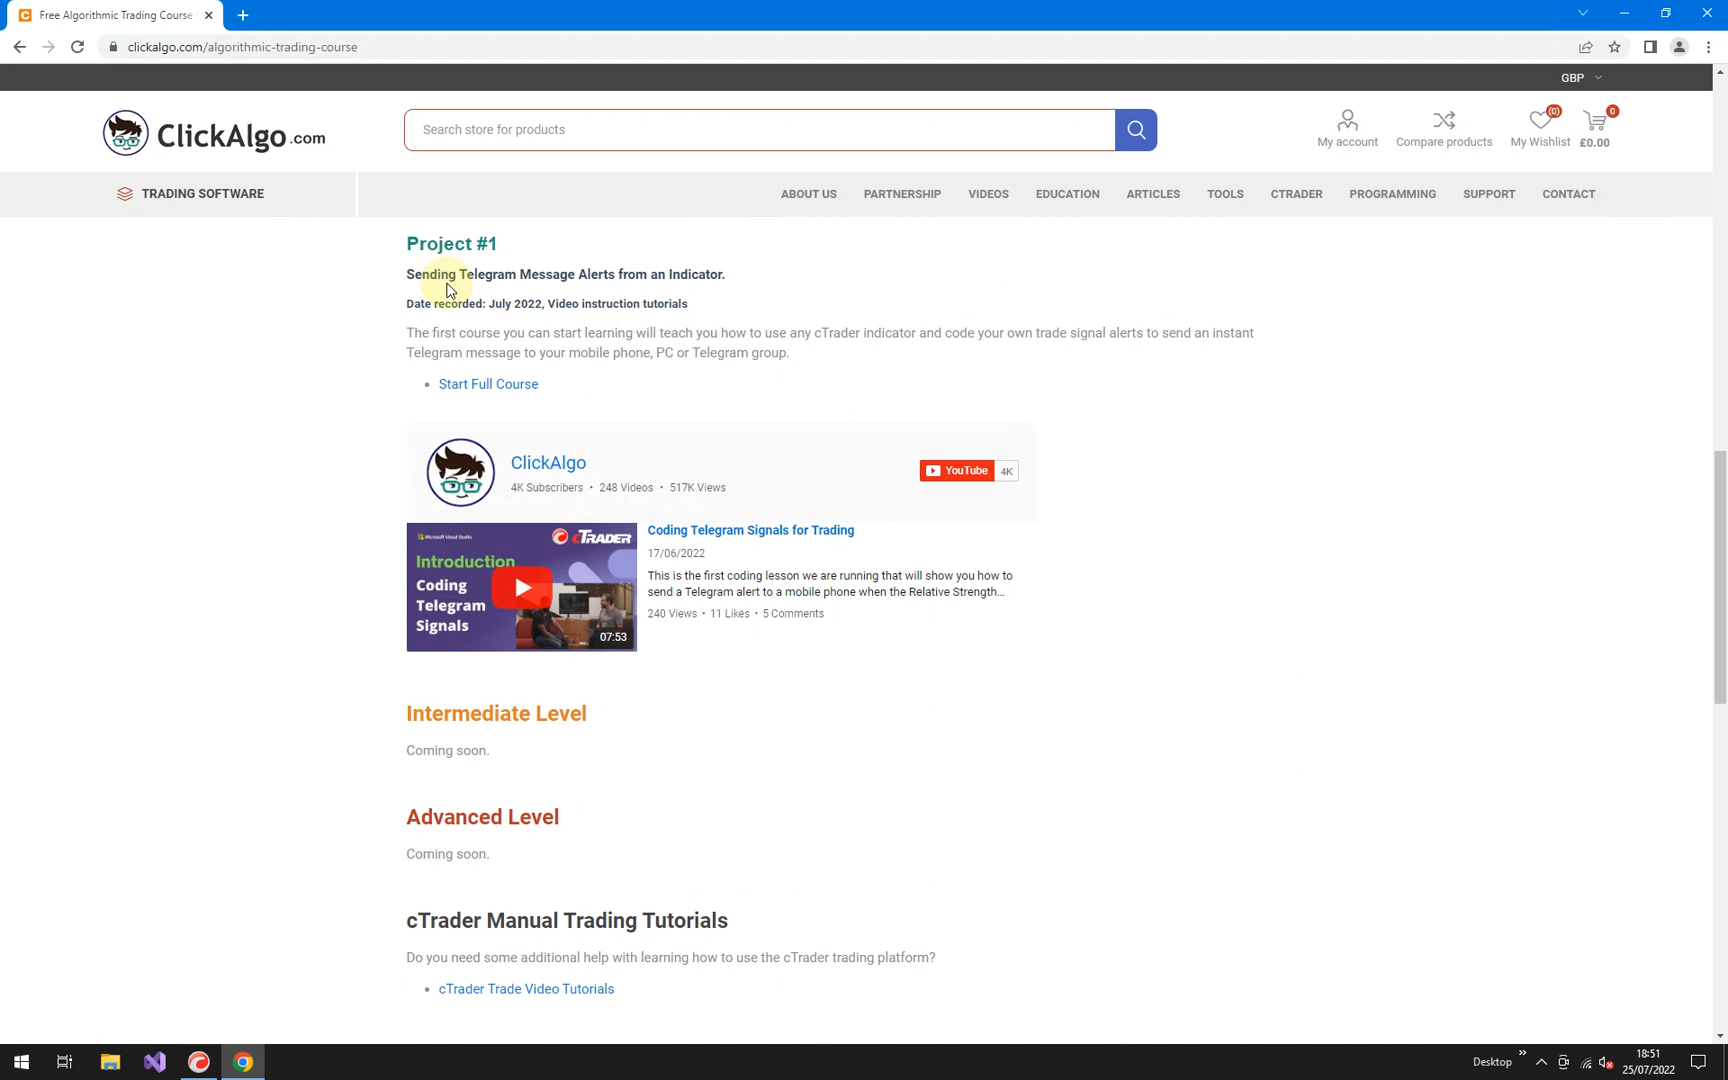 Free Algorithmic Trading Course
clickalgo.com/algorithmic-trading-course
GBP
ClickAlgo.com
Search store for products
My account
Compare products
(0)
My Wishlist
0
£0.00
TRADING SOFTWARE
ABOUT US
PARTNERSHIP
VIDEOS
EDUCATION
ARTICLES
TOOLS
CTRADER
PROGRAMMING
SUPPORT
CONTACT
Project #1
Sending Telegram Message Alerts from an Indicator.
Date recorded: July 2022, Video instruction tutorials
The first course you can start learning will teach you how to use any cTrader indicator and code your own trade signal alerts to send an instant
Telegram message to your mobile phone, PC or Telegram group.
• Start Full Course
ClickAlgo
4K Subscribers • 248 Videos • 517K Views
YouTube
4K
Microsoft Visual Studio
cTRADER
Introduction
Coding
Telegram
Signals
07:53
Coding Telegram Signals for Trading
17/06/2022
This is the first coding lesson we are running that will show you how to
send a Telegram alert to a mobile phone when the Relative Strength...
240 Views • 11 Likes • 5 Comments
Intermediate Level
Coming soon.
Advanced Level
Coming soon.
cTrader Manual Trading Tutorials
Do you need some additional help with learning how to use the cTrader trading platform?
• cTrader Trade Video Tutorials
Desktop
18:51
25/07/2022